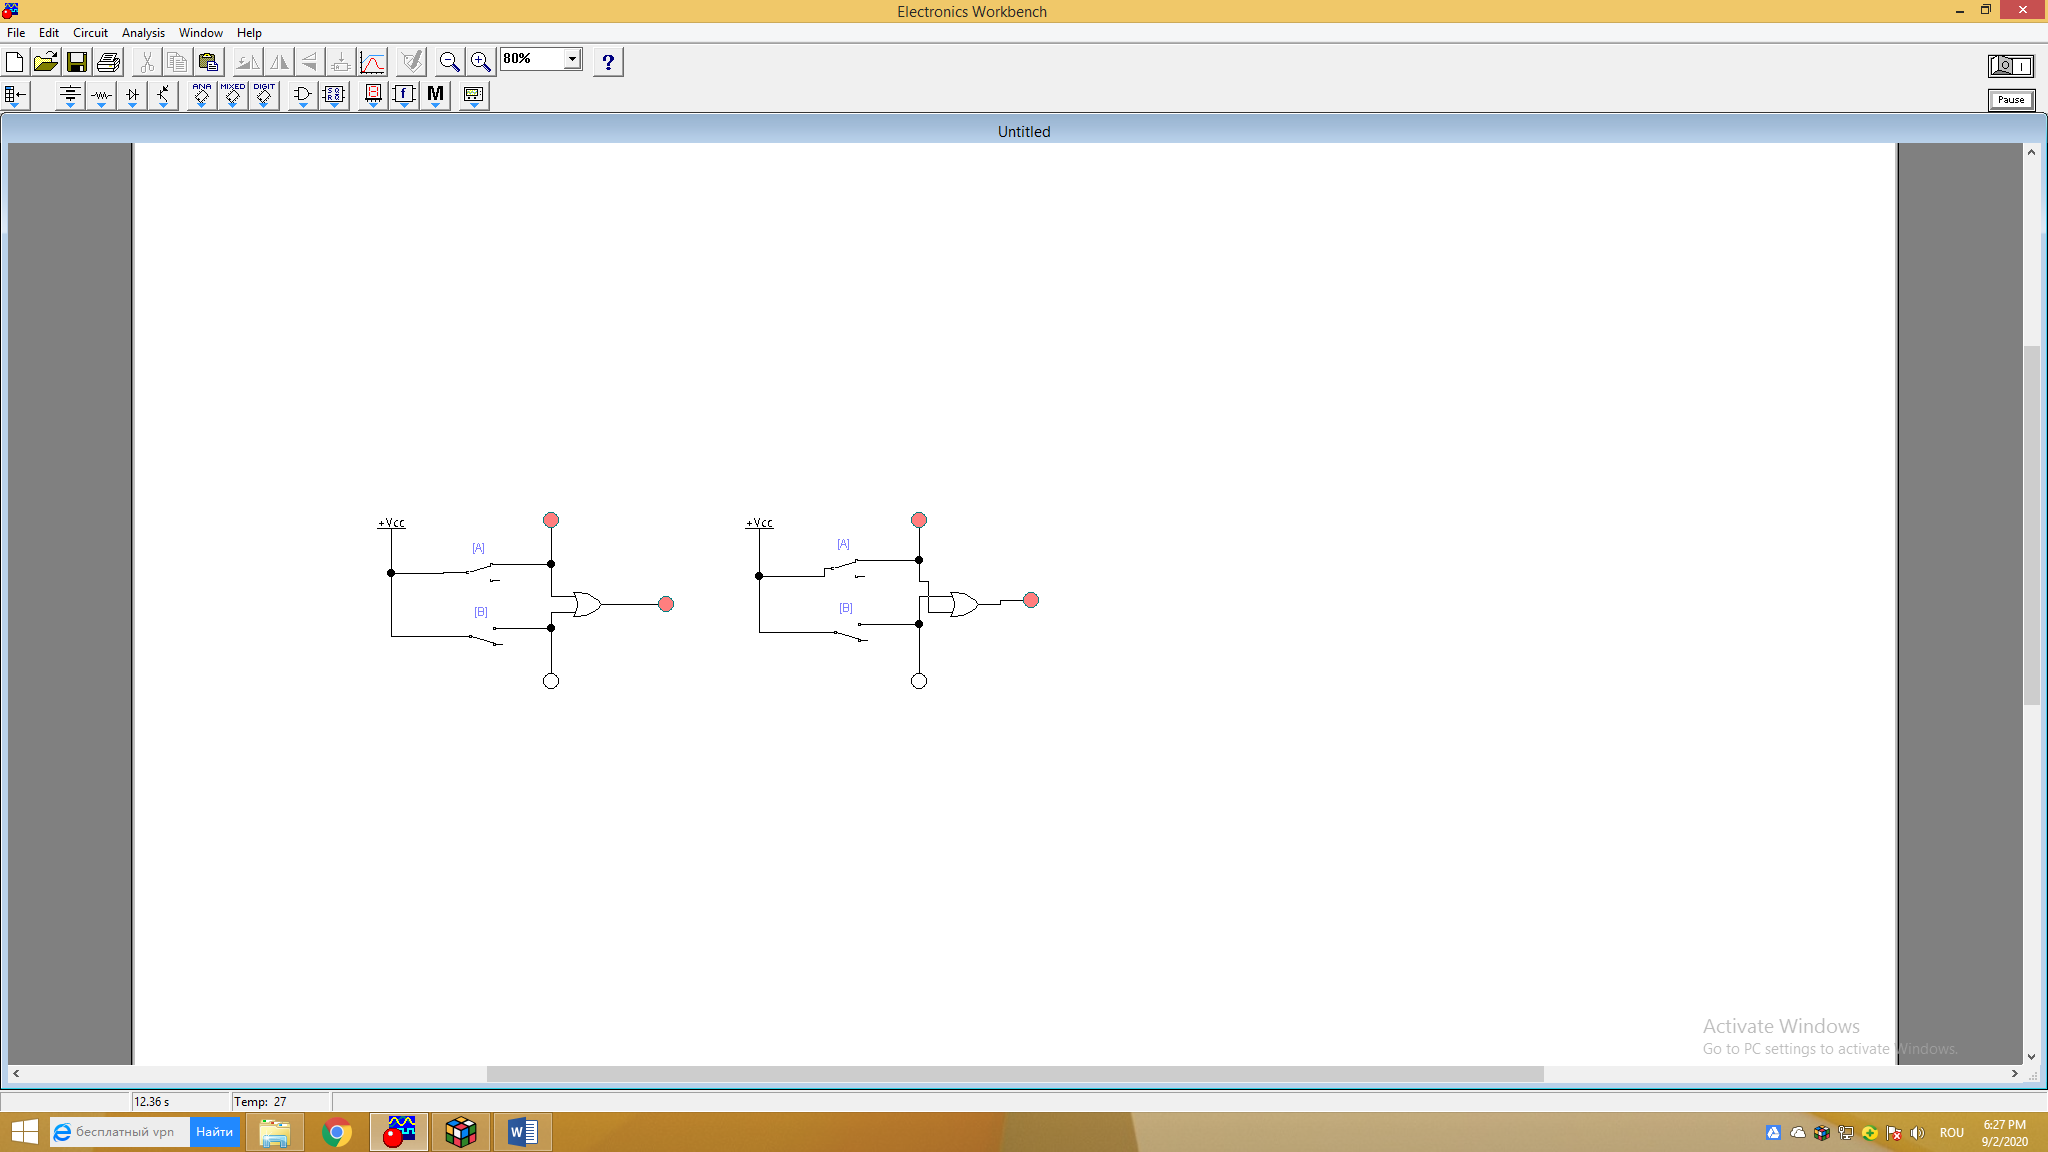 Electronics Workbench
File Edit Circuit Analysis Window Help
80%
?
ANA MIXED DIGIT
f M
Pause
Untitled
+Vcc +Vcc
[A] [A]
[B] [B]
Activate Windows
Go to PC settings to activate Windows.
12.36 s Temp: 27
бесплатный vpn Найти
ROU
6:27 PM
9/2/2020